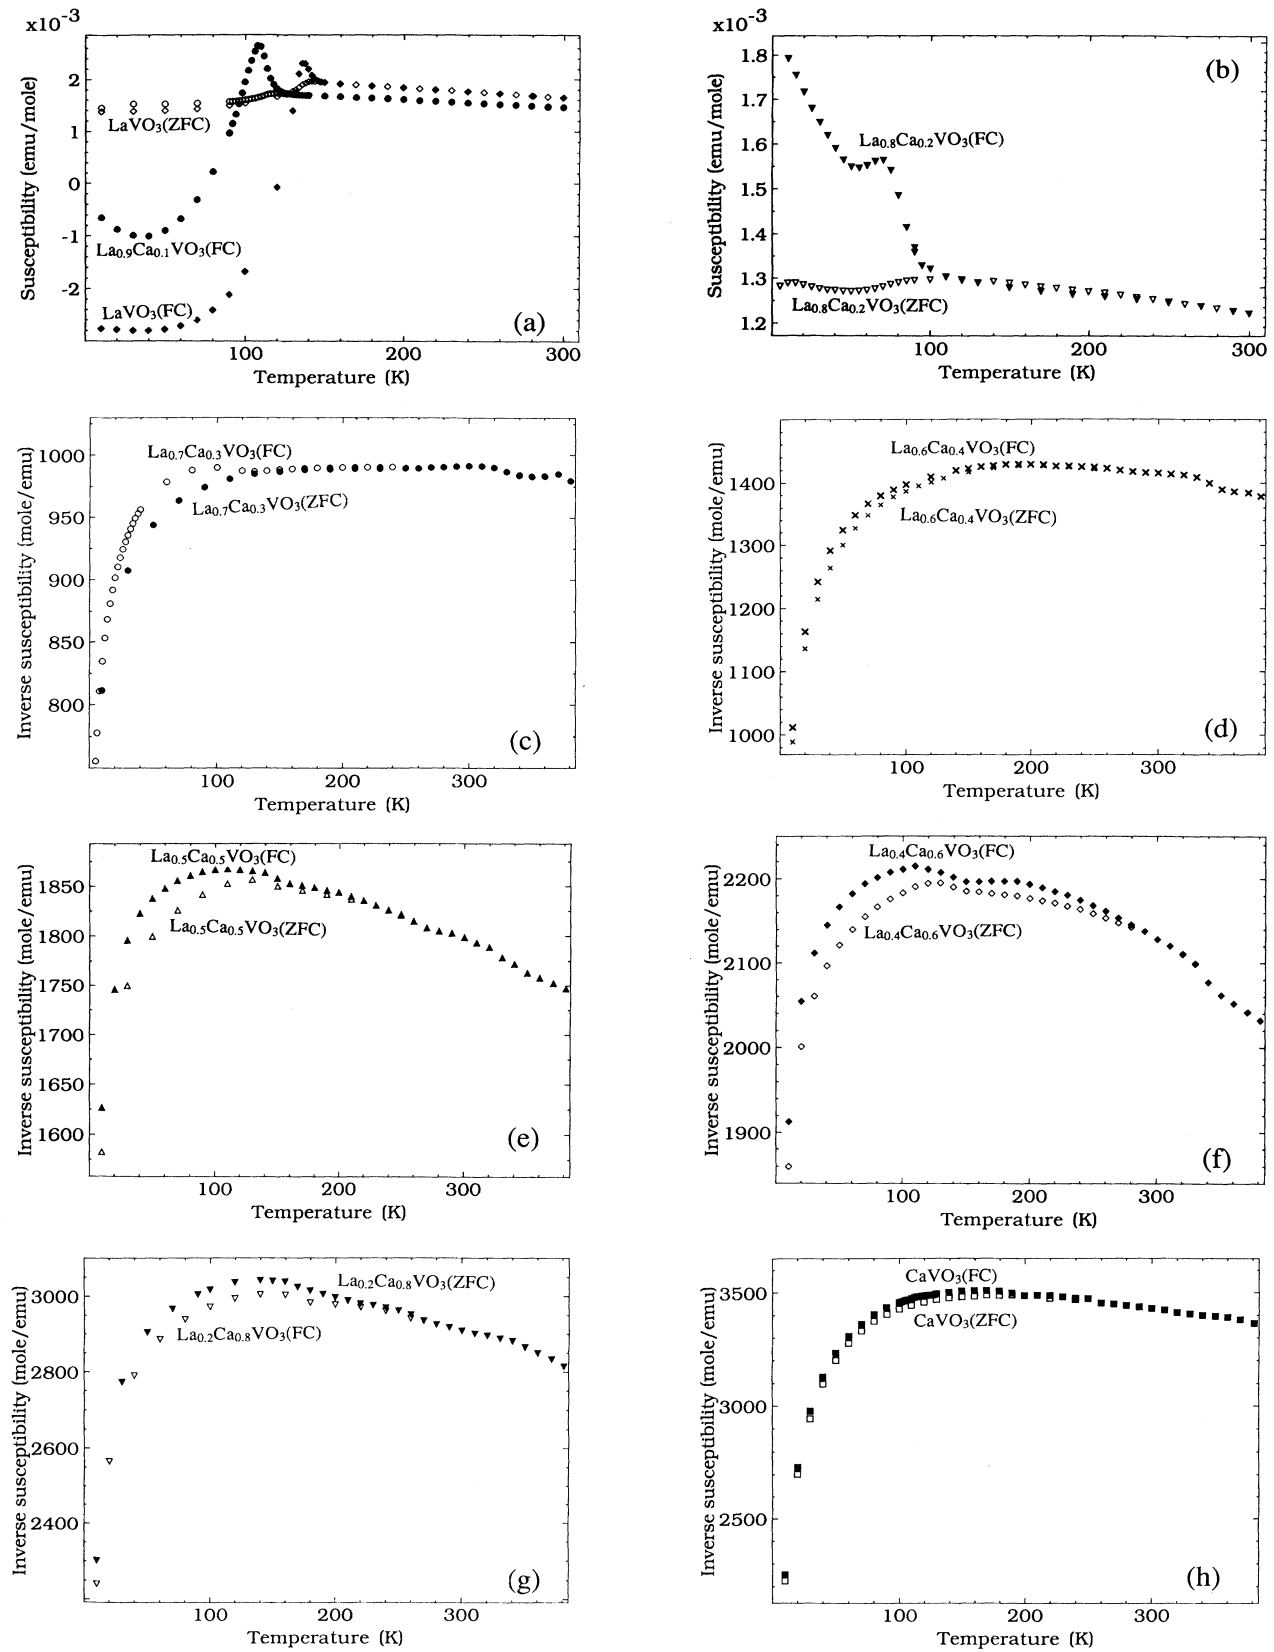 x10-3
Susceptibility (emu/mole)
2
1
0
-1
-2
LaVO3(ZFC)
La0.9Ca0.1VO3(FC)
LaVO3(FC)
(a)
100 200 300
Temperature (K)
x10-3
Susceptibility (emu/mole)
1.8
1.7
1.6
1.5
1.4
1.3
1.2
(b)
La0.8Ca0.2VO3(FC)
La0.8Ca0.2VO3(ZFC)
100 200 300
Temperature (K)
Inverse susceptibility (mole/emu)
1000
950
900
850
800
La0.7Ca0.3VO3(FC)
La0.7Ca0.3VO3(ZFC)
(c)
100 200 300
Temperature (K)
Inverse susceptibility (mole/emu)
1400
1300
1200
1100
1000
La0.6Ca0.4VO3(FC)
La0.6Ca0.4VO3(ZFC)
(d)
100 200 300
Temperature (K)
Inverse susceptibility (mole/emu)
1850
1800
1750
1700
1650
1600
La0.5Ca0.5VO3(FC)
La0.5Ca0.5VO3(ZFC)
(e)
100 200 300
Temperature (K)
Inverse susceptibility (mole/emu)
2200
2100
2000
1900
La0.4Ca0.6VO3(FC)
La0.4Ca0.6VO3(ZFC)
(f)
100 200 300
Temperature (K)
Inverse susceptibility (mole/emu)
3000
2800
2600
2400
La0.2Ca0.8VO3(ZFC)
La0.2Ca0.8VO3(FC)
(g)
100 200 300
Temperature (K)
Inverse susceptibility (mole/emu)
3500
3000
2500
CaVO3(FC)
CaVO3(ZFC)
(h)
100 200 300
Temperature (K)